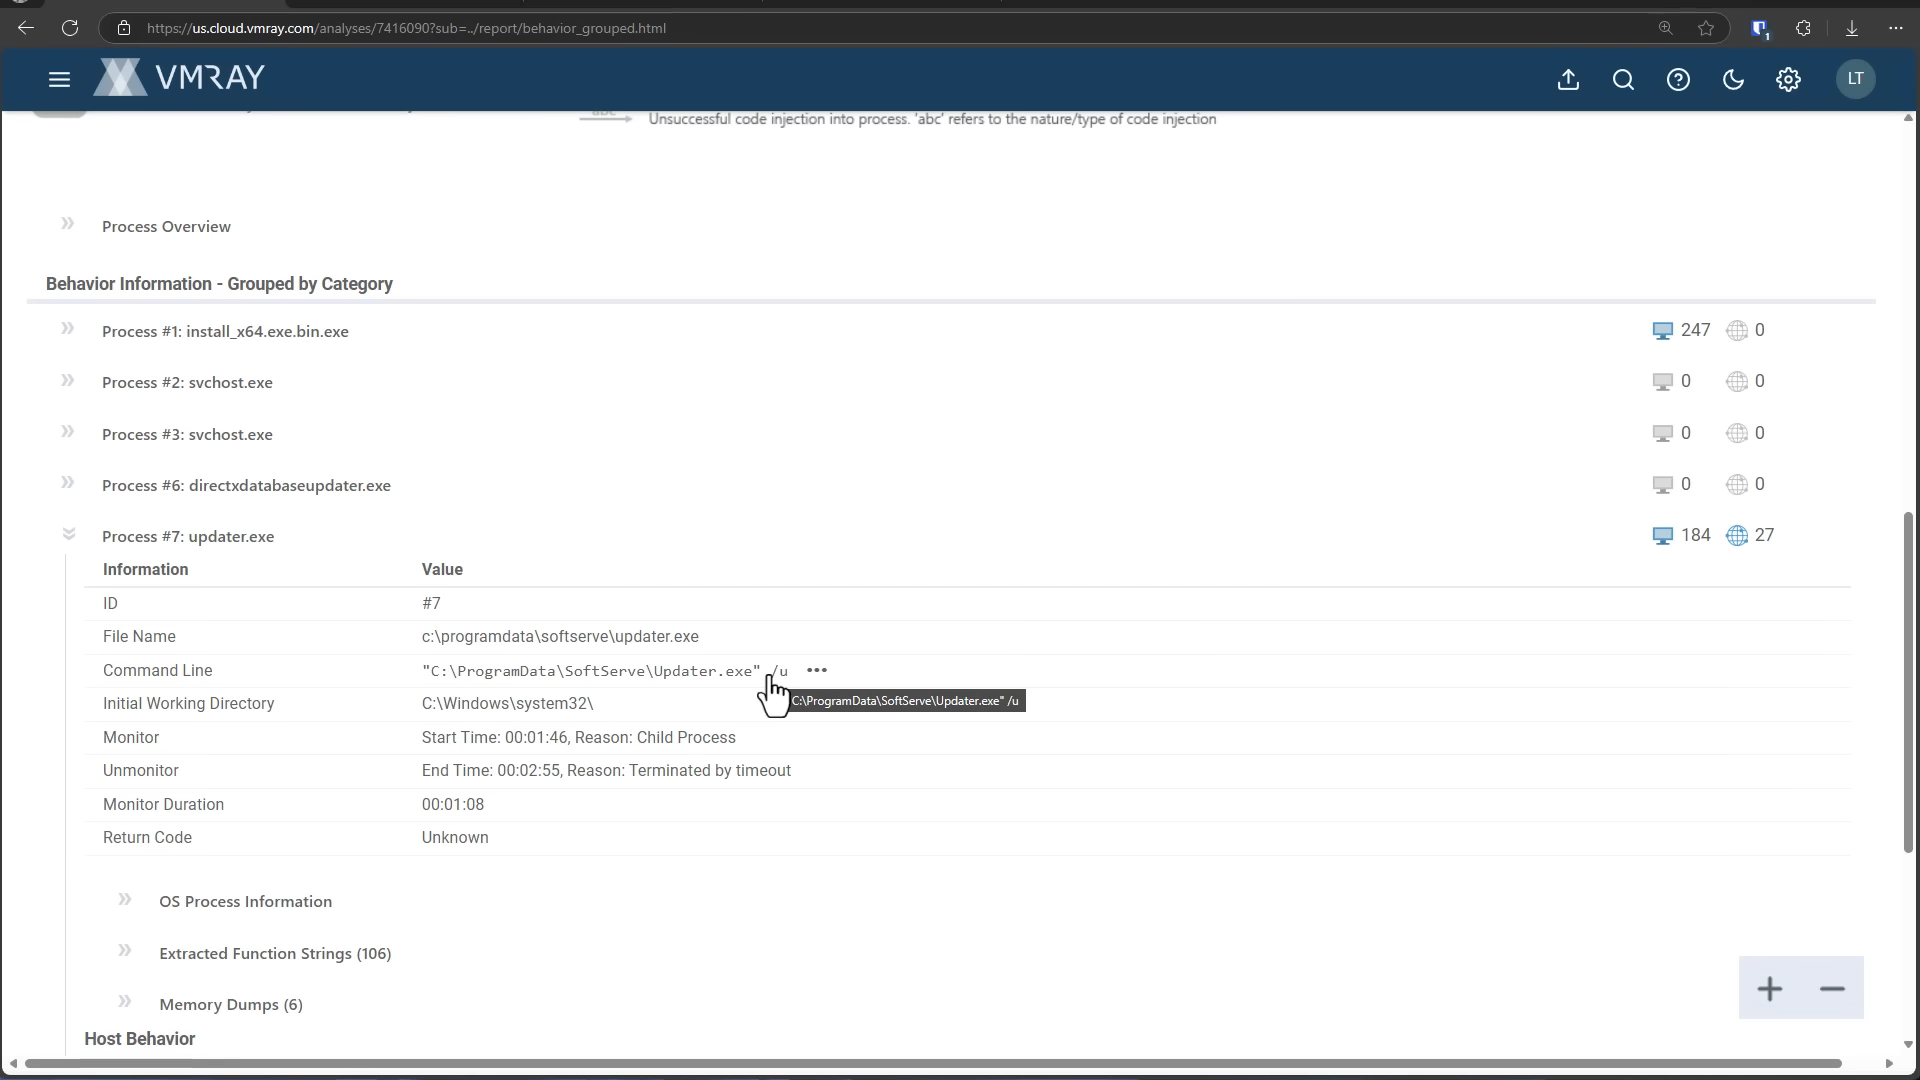 https://us.cloud.vmray.com/analyses/7416090?sub=../report/behavior_grouped.html
1
VMRAY
LT
abc
Unsuccessful code injection into process. 'abc' refers to the nature/type of code injection
Process Overview
Behavior Information - Grouped by Category
Process #1: install_x64.exe.bin.exe 247 0
Process #2: svchost.exe 0 0
Process #3: svchost.exe 0 0
Process #6: directxdatabaseupdater.exe 0 0
Process #7: updater.exe 184 27
Information Value
ID #7
File Name c:\programdata\softserve\updater.exe
Command Line "C:\ProgramData\SoftServe\Updater.exe" /u •••
C:\ProgramData\SoftServe\Updater.exe" /u
Initial Working Directory C:\Windows\system32\
Monitor Start Time: 00:01:46, Reason: Child Process
Unmonitor End Time: 00:02:55, Reason: Terminated by timeout
Monitor Duration 00:01:08
Return Code Unknown
OS Process Information
Extracted Function Strings (106)
Memory Dumps (6)
Host Behavior